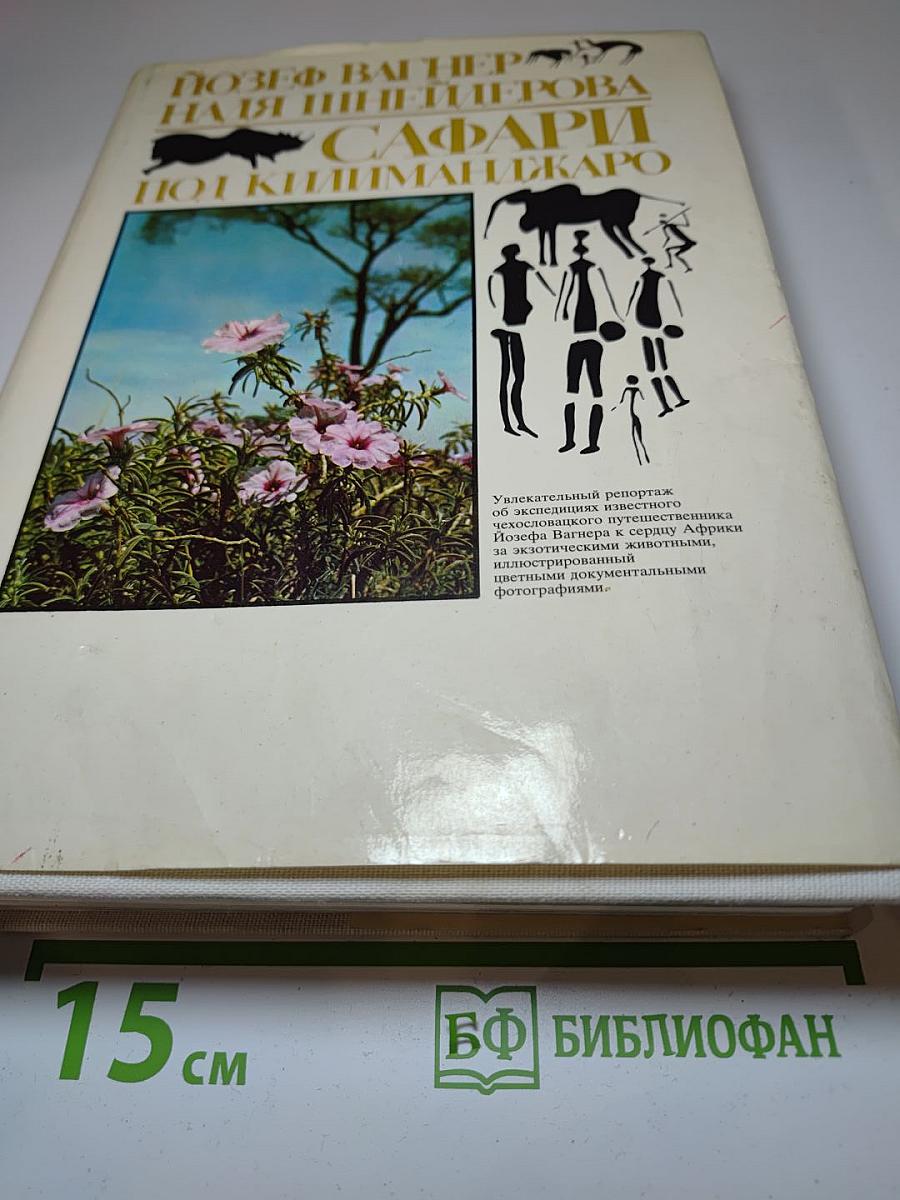 ЙОЗЕФ ВАГНЕР
НАДЯ ШНЕЙДЕРОВА
САФАРИ
ПОД КИЛИМАНДЖАРО
Увлекательный репортаж
об экспедициях известного
чехословацкого путешественника
Йозефа Вагнера к сердцу Африки
за экзотическими животными,
иллюстрированный
цветными документальными
фотографиями.
15 см
БФ БИБЛИОФАН